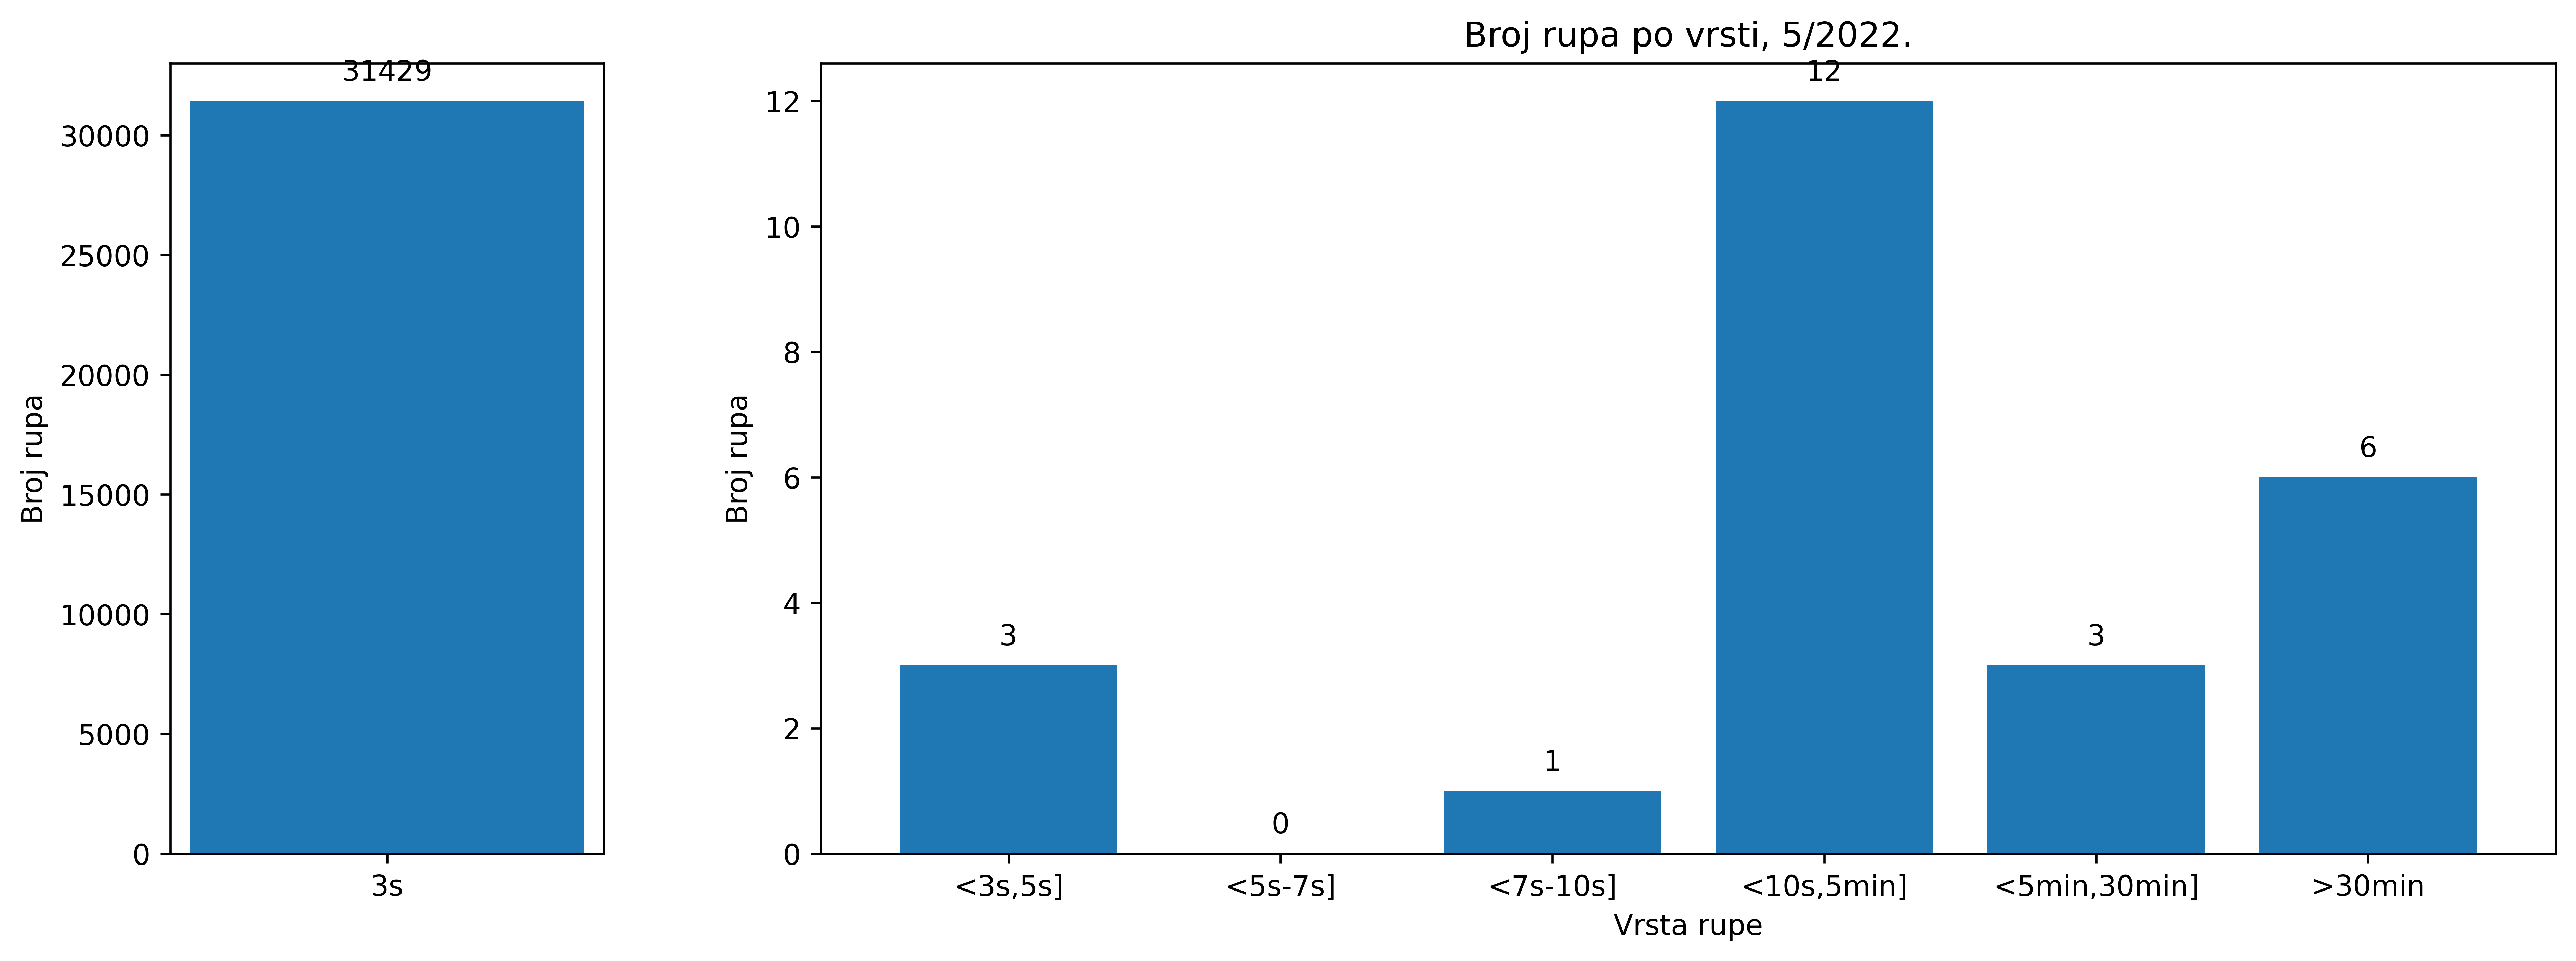 31429
30000
25000
20000
15000
10000
5000
0
Broj rupa
3s
Broj rupa po vrsti, 5/2022.
12
10
8
6
4
2
0
Broj rupa
3
0
1
12
3
6
<3s,5s]
<5s-7s]
<7s-10s]
<10s,5min]
<5min,30min]
>30min
Vrsta rupe